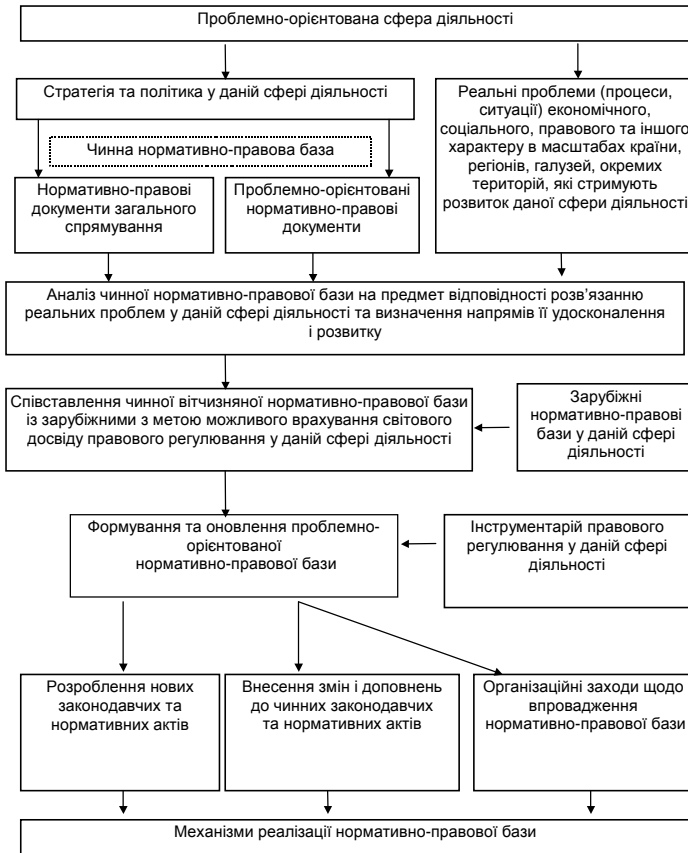 Проблемно-орієнтована сфера діяльності
Стратегія та політика у даній сфері діяльності
Реальні проблеми (процеси,
ситуації) економічного,
соціального, правового та іншого
характеру в масштабах країни,
регіонів, галузей, окремих
територій, які стримують
розвиток даної сфери діяльності
Чинна нормативно-правова база
Нормативно-правові
документи загального
спрямування
Проблемно-орієнтовані
нормативно-правові
документи
Аналіз чинної нормативно-правової бази на предмет відповідності розв’язанню
реальних проблем у даній сфері діяльності та визначення напрямів її удосконалення
і розвитку
Співставлення чинної вітчизняної нормативно-правової бази
із зарубіжними з метою можливого врахування світового
досвіду правового регулювання у даній сфері діяльності
Зарубіжні
нормативно-правові
бази у даній сфері
діяльності
Формування та оновлення проблемно-
орієнтованої
нормативно-правової бази
Інструментарій правового
регулювання у даній сфері
діяльності
Розроблення нових
законодавчих та
нормативних актів
Внесення змін і доповнень
до чинних законодавчих
та нормативних актів
Організаційні заходи щодо
впровадження
нормативно-правової бази
Механізми реалізації нормативно-правової бази